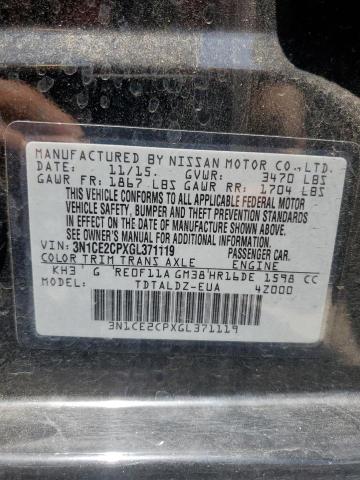 MANUFACTURED BY NISSAN MOTOR CO., LTD.
DATE: 11/15. GVWR: 3470 LBS
GAWR FR: 1867 LBS GAWR RR: 1704 LBS
THIS VEHICLE CONFORMS TO ALL APPLICABLE FEDERAL MOTOR
VEHICLE SAFETY, BUMPER AND THEFT PREVENTION STANDARDS
IN EFFECT ON THE DATE OF MANUFACTURE SHOWN ABOVE.
SEE OWNER'S MANUAL FOR ADDITIONAL INFORMATION.
VIN: 3N1CE2CPXGL371119 PASSENGER CAR.
COLOR TRIM TRANS AXLE ENGINE
KH3 G RE0F11A GM38 HR16DE 1598 CC
MODEL: TDTALDZ-EUA 4Z000
3N1CE2CPXGL371119